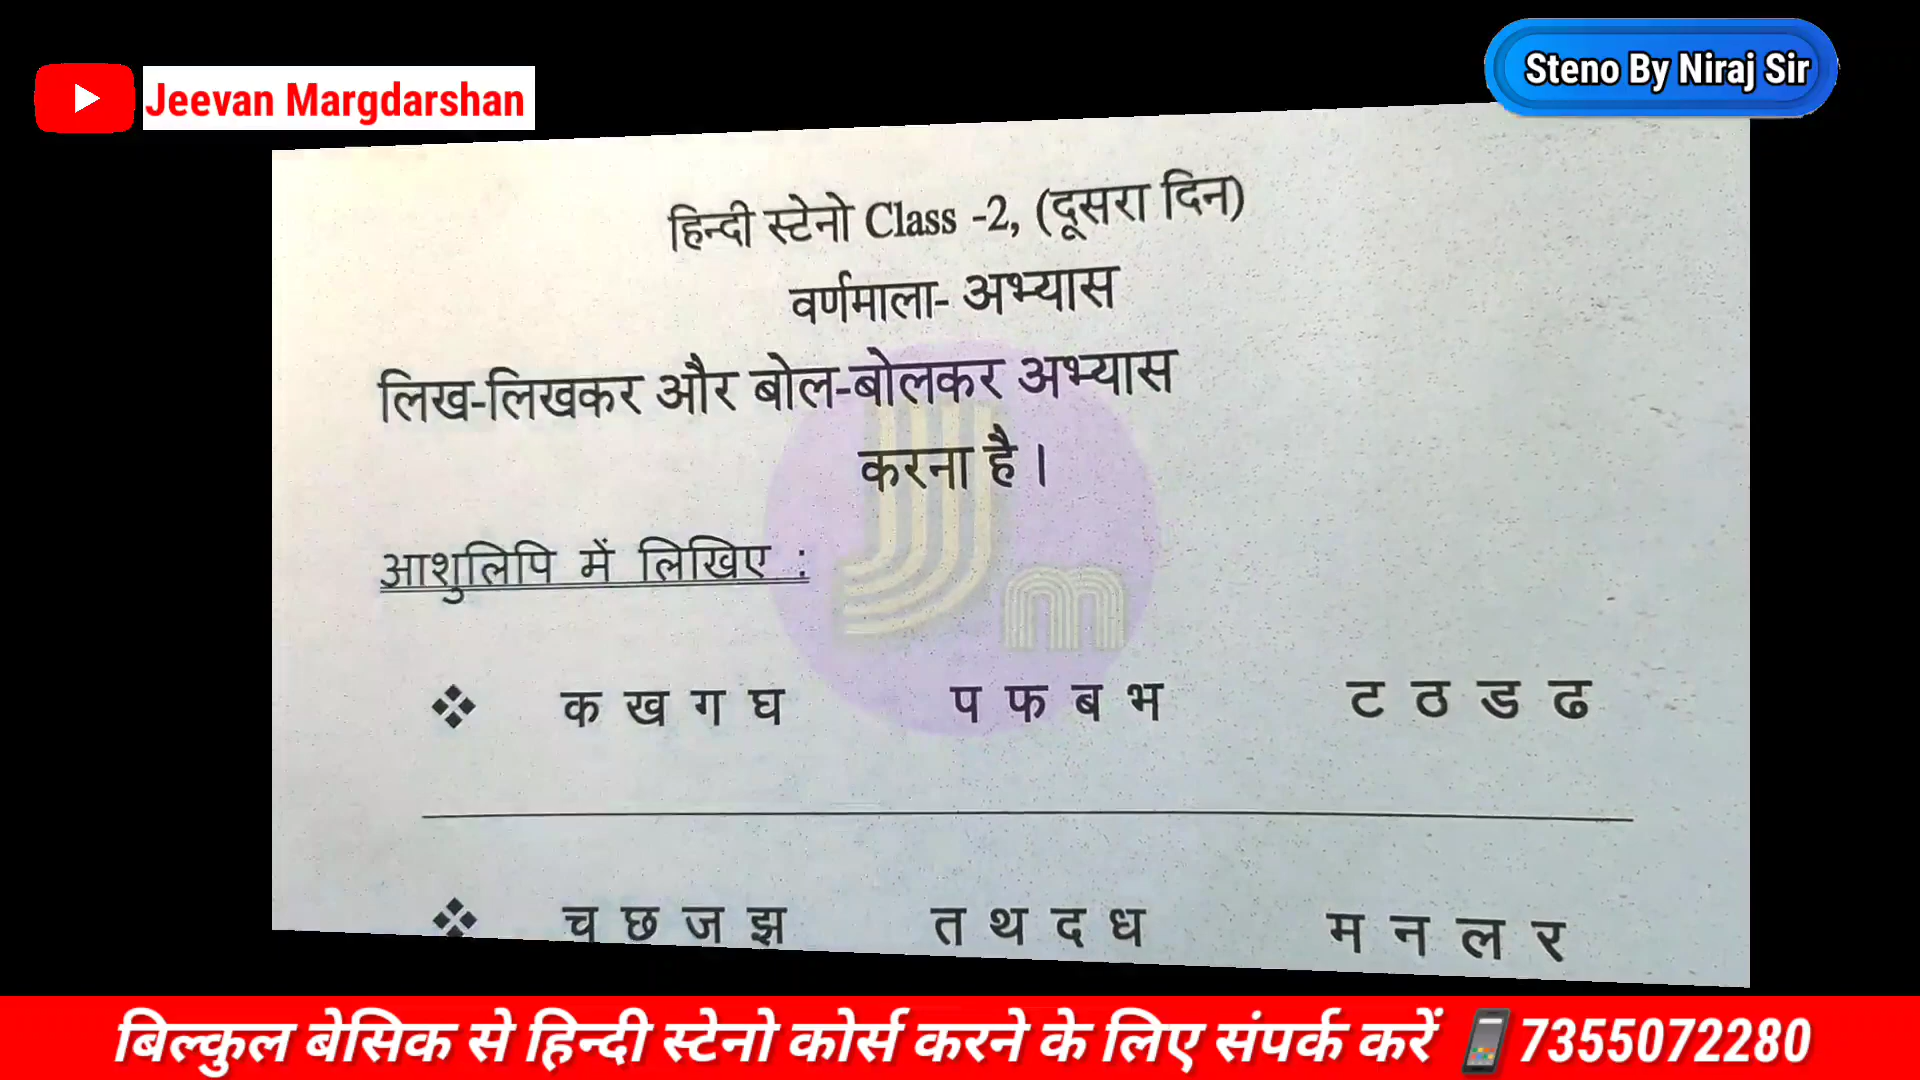 Jeevan Margdarshan
Steno By Niraj Sir
हिन्दी स्टेनो Class -2, (दूसरा दिन)
वर्णमाला- अभ्यास
लिख-लिखकर और बोल-बोलकर अभ्यास
करना है ।
आशुलिपि में लिखिए :
❖ क ख ग घ प फ ब भ ट ठ ड ढ
❖ च छ ज झ त थ द ध म न ल र
Jm
बिल्कुल बेसिक से हिन्दी स्टेनो कोर्स करने के लिए संपर्क करें 📱7355072280